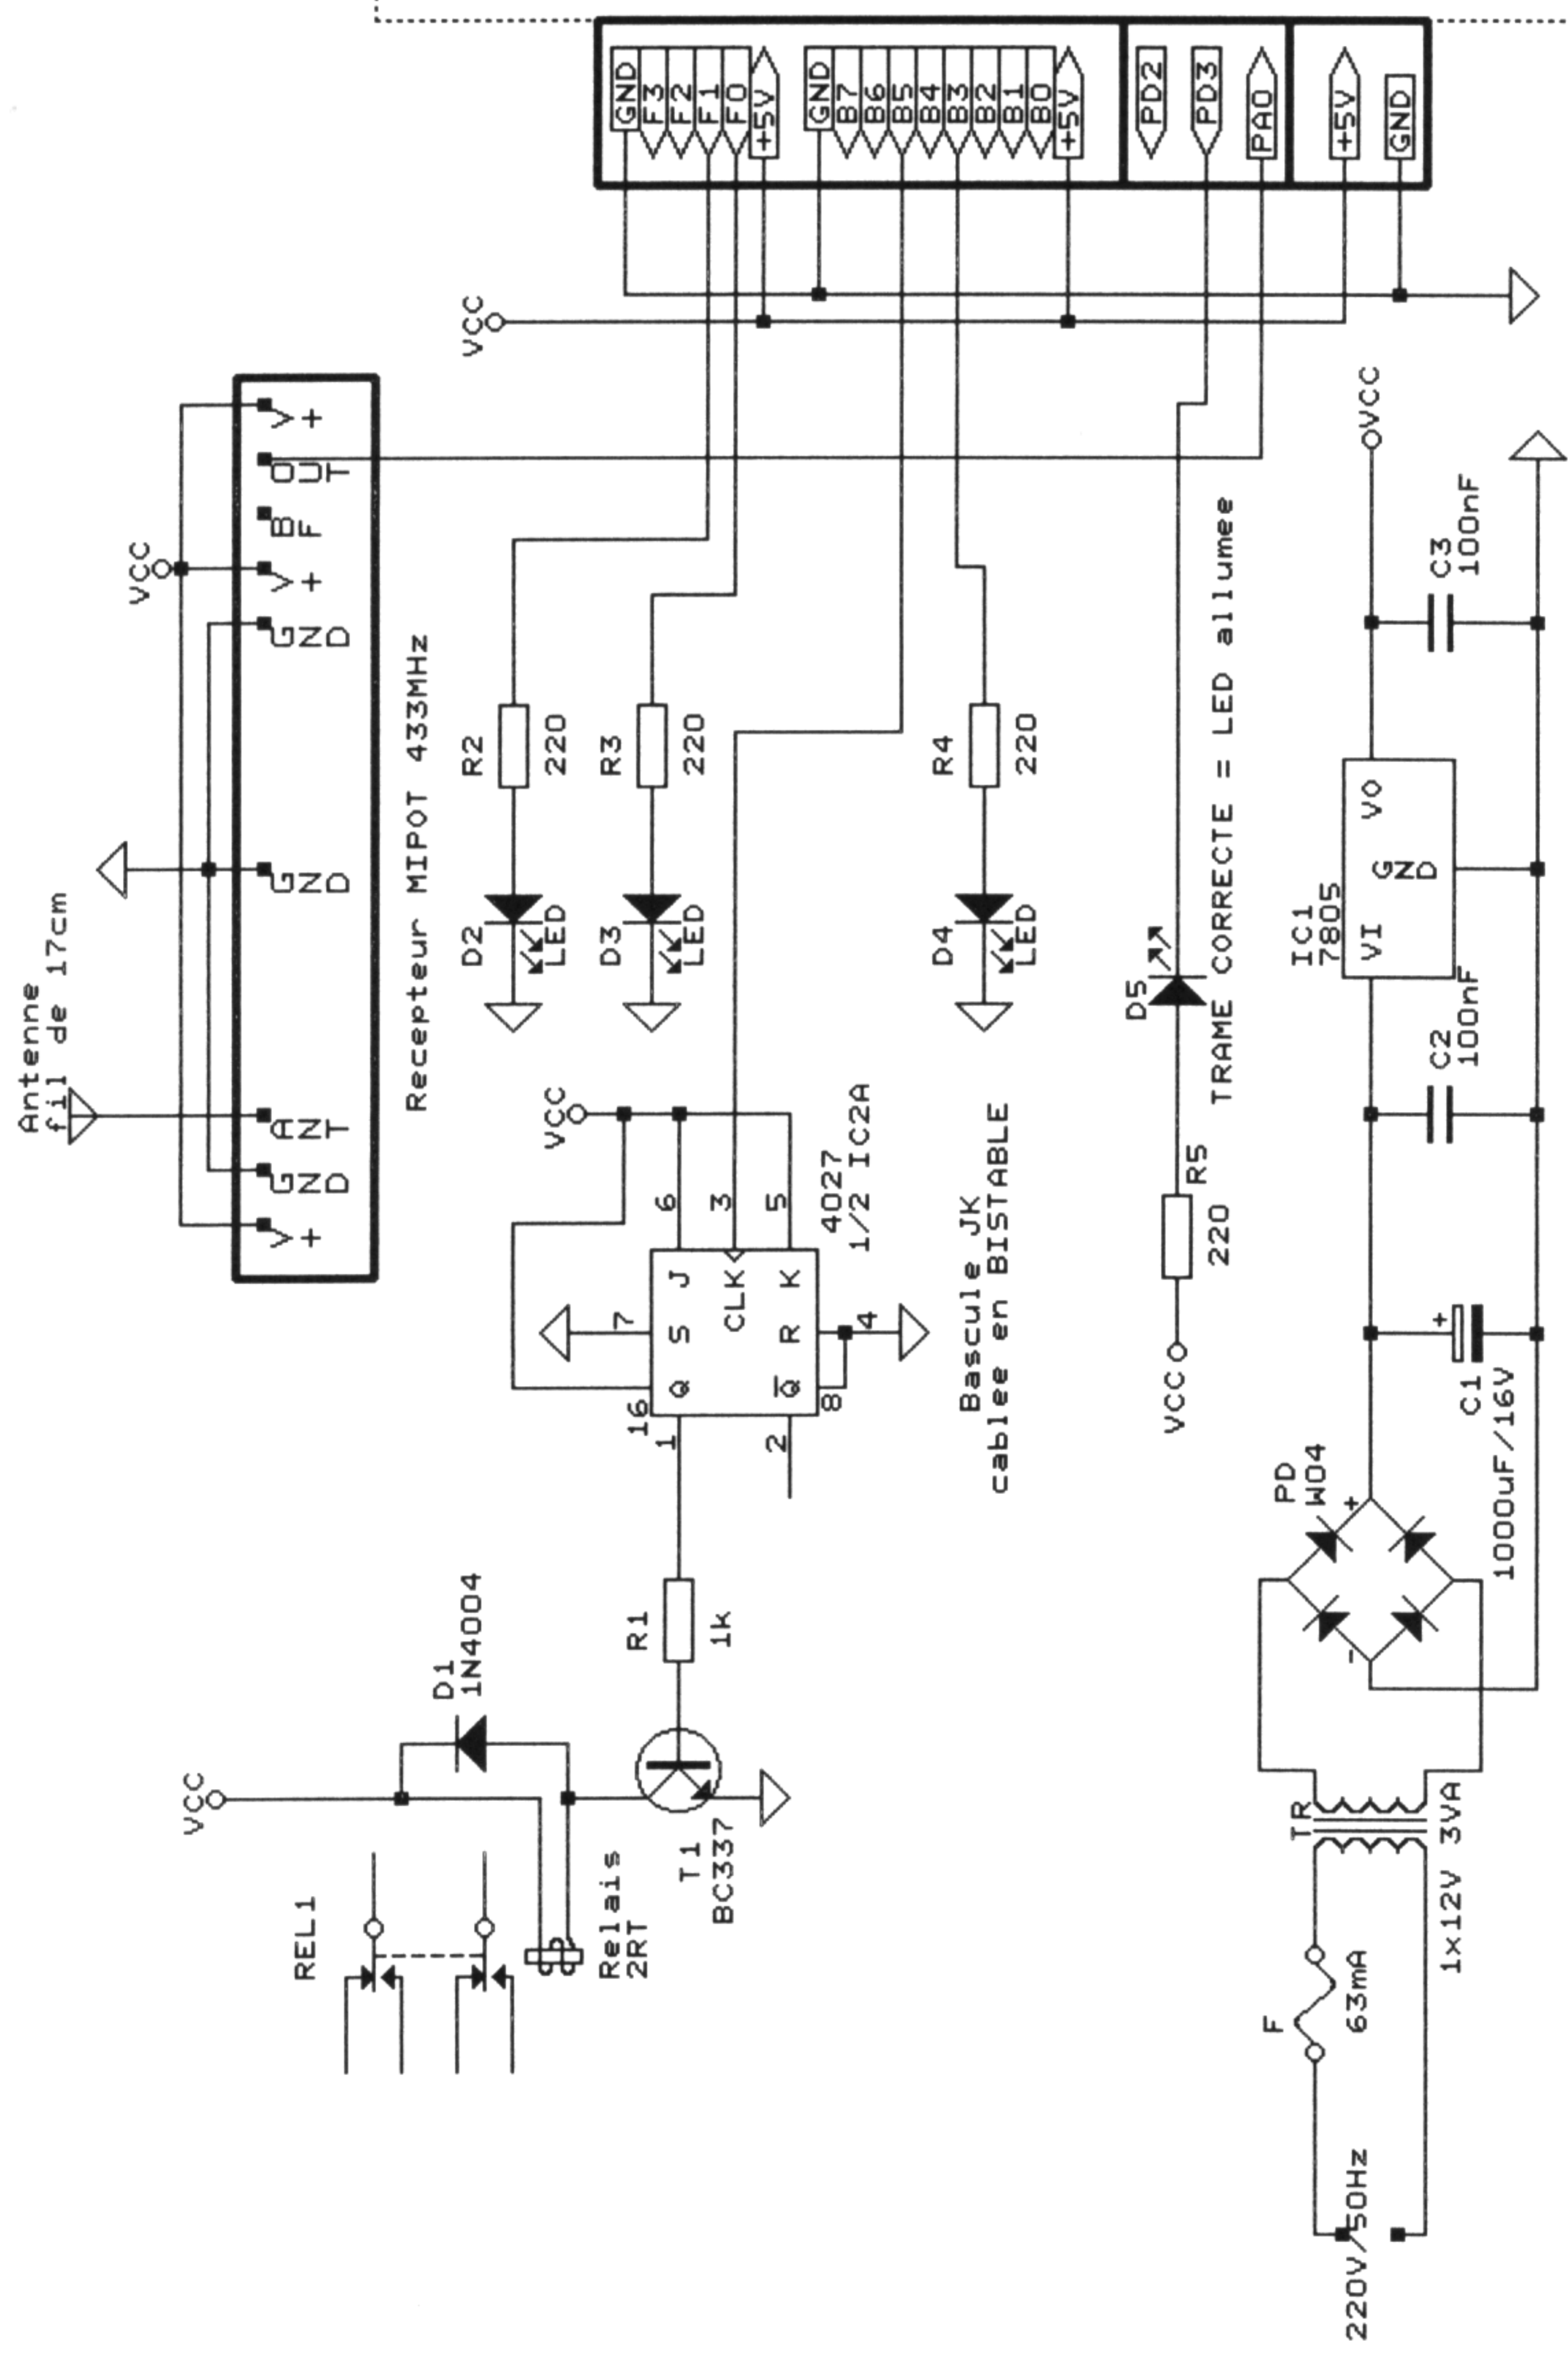 Antenne
fil de 17cm
VCC
V+
GND
ANT
GND
GND
V+
BF
OUT
V+
Recepteur MIPOT 433MHz
VCC
GND
F3
F2
F1
F0
+5V
GND
B7
B6
B5
B4
B3
B2
B1
B0
+5V
PD2
PD3
PA0
+5V
GND
REL1
VCC
D1
1N4004
Relais
2RT
T1
BC337
R1
1k
16
1
2
7
8
4
6
3
5
Q
S
J
CLK
Q
R
K
VCC
4027
1/2 IC2A
Bascule JK
cablee en BISTABLE
D2
LED
R2
220
D3
LED
R3
220
D4
LED
R4
220
VCC
R5
220
D5
TRAME CORRECTE = LED allumee
220V/50Hz
F
63mA
TR
1x12V 3VA
PD
W04
+
-
+
C1
1000uF/16V
C2
100nF
IC1
7805
VI
GND
VO
C3
100nF
VCC